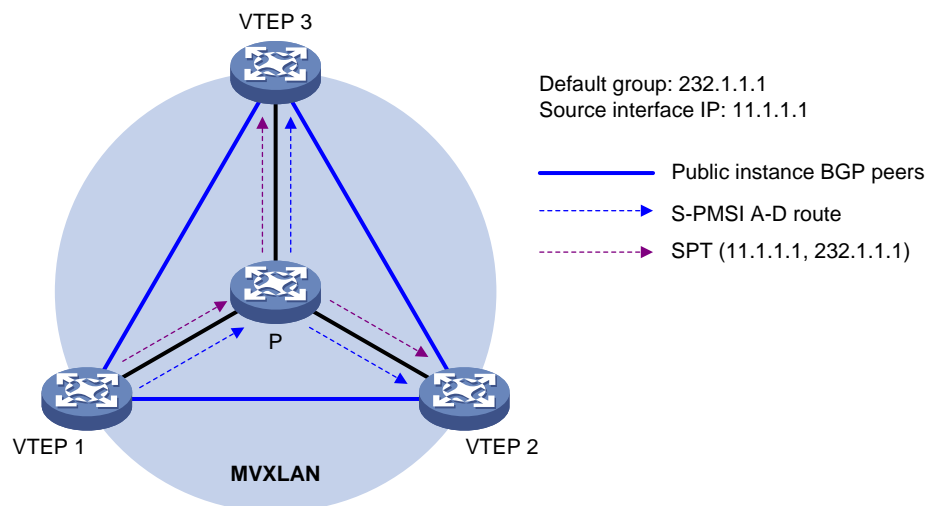 VTEP 3
Default group: 232.1.1.1
Source interface IP: 11.1.1.1
Public instance BGP peers
S-PMSI A-D route
SPT (11.1.1.1, 232.1.1.1)
P
VTEP 1
VTEP 2
MVXLAN